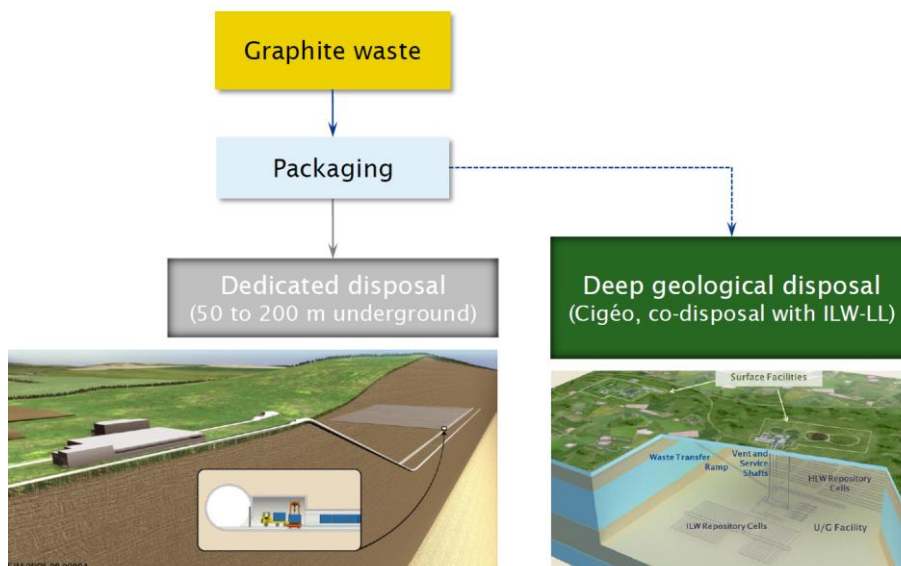 Graphite waste
Packaging
Dedicated disposal
(50 to 200 m underground)
Deep geological disposal
(Cigéo, co-disposal with ILW-LL)
Surface Facilities
Waste Transfer
Ramp
Vent and
Service
Shafts
HLW Repository
Cells
ILW Repository Cells
U/G Facility